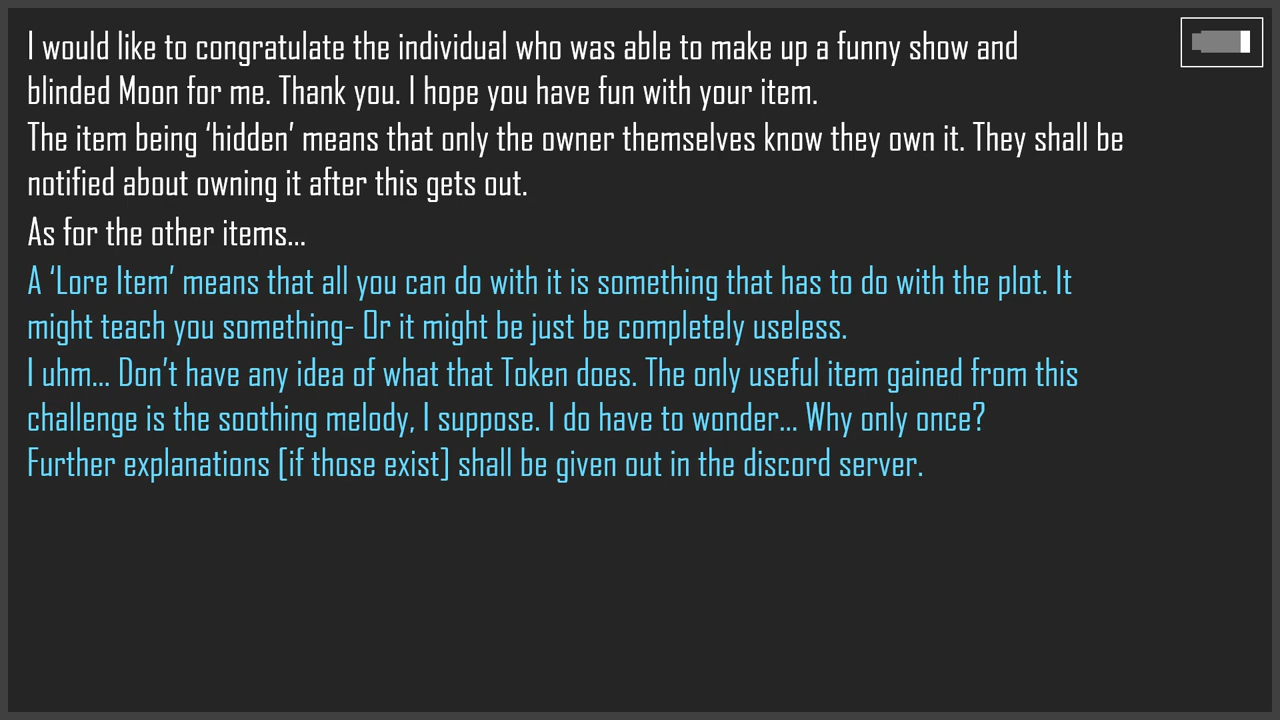 I would like to congratulate the individual who was able to make up a funny show and
blinded Moon for me. Thank you. I hope you have fun with your item.
The item being ‘hidden’ means that only the owner themselves know they own it. They shall be
notified about owning it after this gets out.
As for the other items...
A ‘Lore Item’ means that all you can do with it is something that has to do with the plot. It
might teach you something- Or it might be just be completely useless.
I uhm... Don’t have any idea of what that Token does. The only useful item gained from this
challenge is the soothing melody, I suppose. I do have to wonder... Why only once?
Further explanations [if those exist] shall be given out in the discord server.